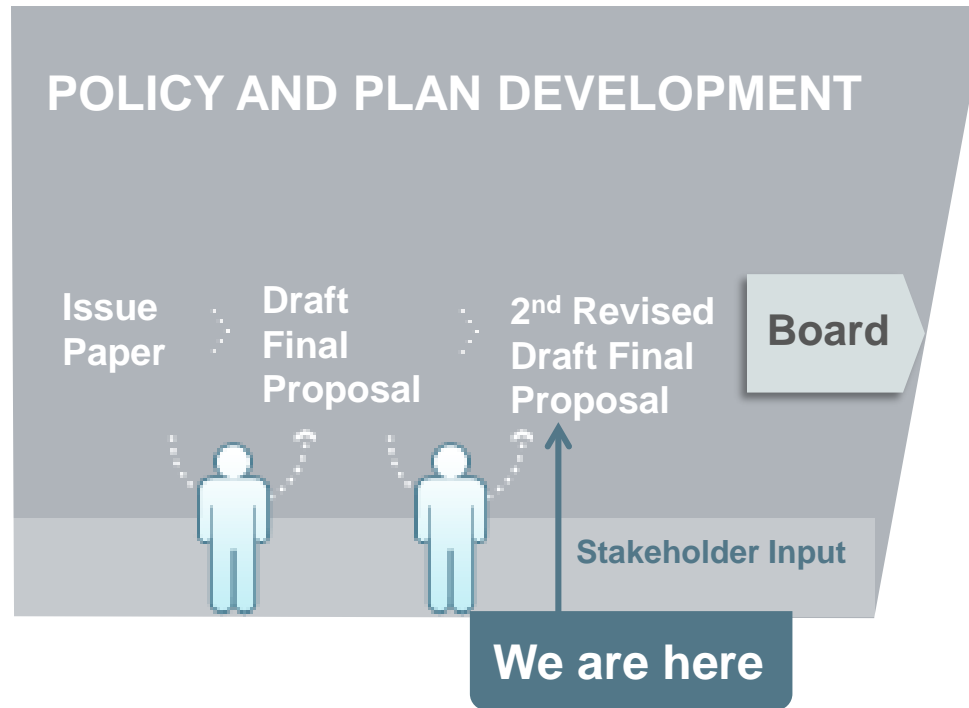 POLICY AND PLAN DEVELOPMENT
Issue
Paper
Draft
Final
Proposal
2nd Revised
Draft Final
Proposal
Board
Stakeholder Input
We are here